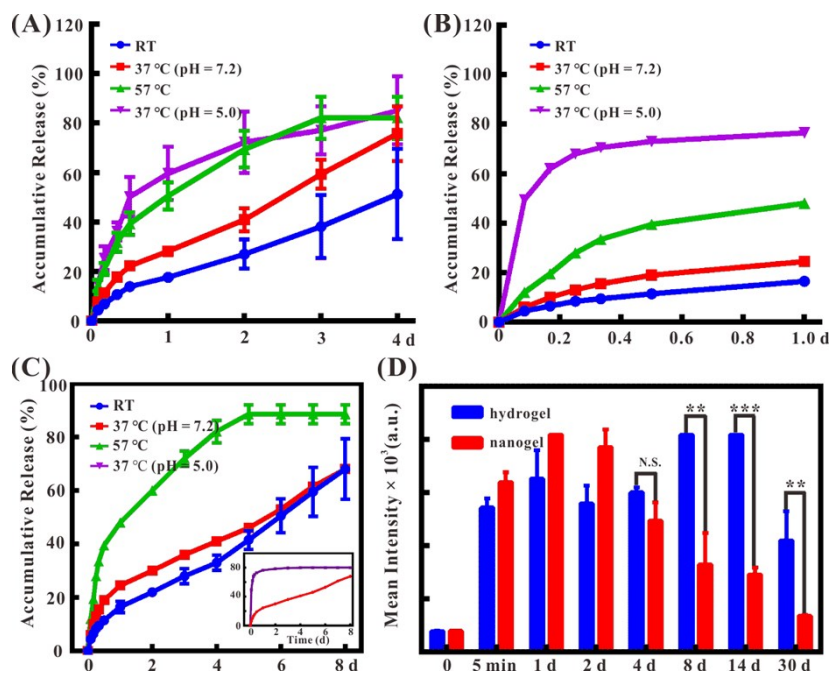 (A)
Accumulative Release (%)
120
100
80
60
40
20
0
RT
37 °C (pH = 7.2)
57 °C
37 °C (pH = 5.0)
0
1
2
3
4 d
(B)
Accumulative Release (%)
120
100
80
60
40
20
0
RT
37 °C (pH = 7.2)
57 °C
37 °C (pH = 5.0)
0
0.2
0.4
0.6
0.8
1.0 d
(C)
Accumulative Release (%)
100
80
60
40
20
0
RT
37 °C (pH = 7.2)
57 °C
37 °C (pH = 5.0)
80
40
0
0
4
8
Time (d)
0
2
4
6
8 d
(D)
Mean Intensity × 10³ (a.u.)
hydrogel
nanogel
N.S.
**
***
**
0
5 min
1 d
2 d
4 d
8 d
14 d
30 d